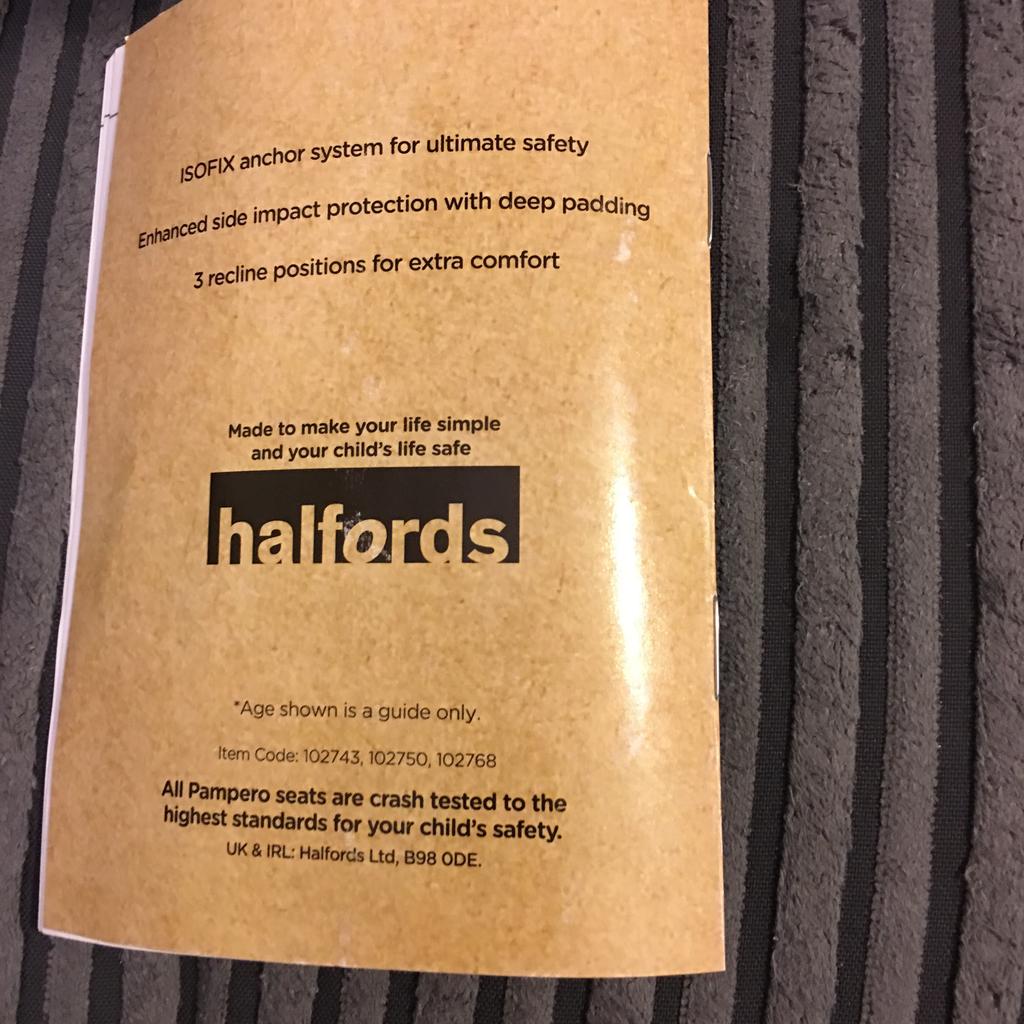 ISOFIX anchor system for ultimate safety
Enhanced side impact protection with deep padding
3 recline positions for extra comfort
Made to make your life simple
and your child's life safe
halfords
*Age shown is a guide only.
Item Code: 102743, 102750, 102768
All Pampero seats are crash tested to the
highest standards for your child's safety.
UK & IRL: Halfords Ltd, B98 0DE.